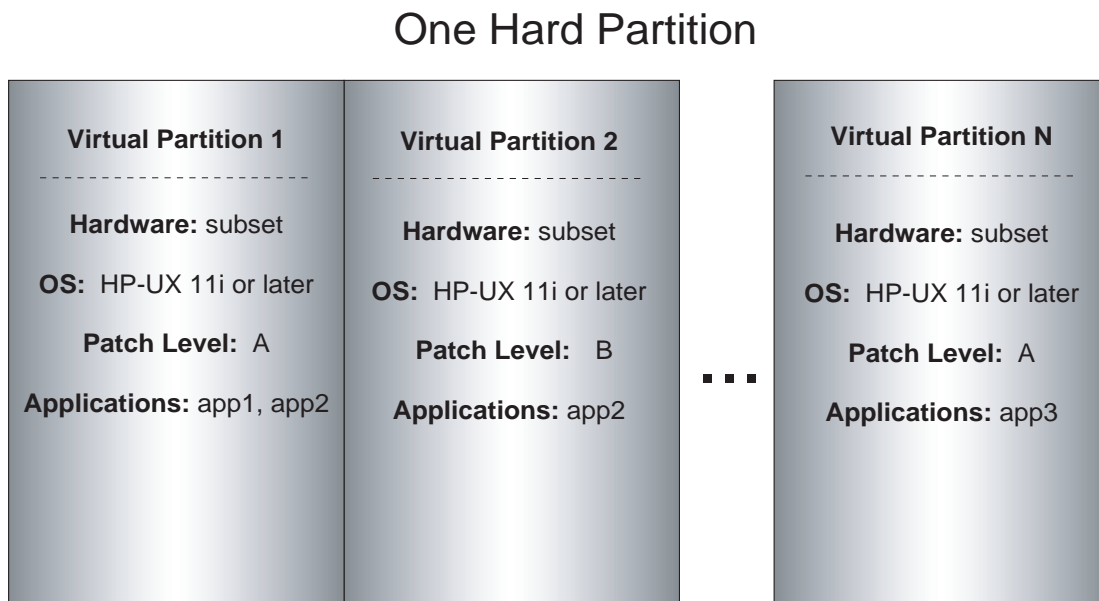 One Hard Partition
Virtual Partition 1
Hardware: subset
OS: HP-UX 11i or later
Patch Level: A
Applications: app1, app2
Virtual Partition 2
Hardware: subset
OS: HP-UX 11i or later
Patch Level: B
Applications: app2
...
Virtual Partition N
Hardware: subset
OS: HP-UX 11i or later
Patch Level: A
Applications: app3